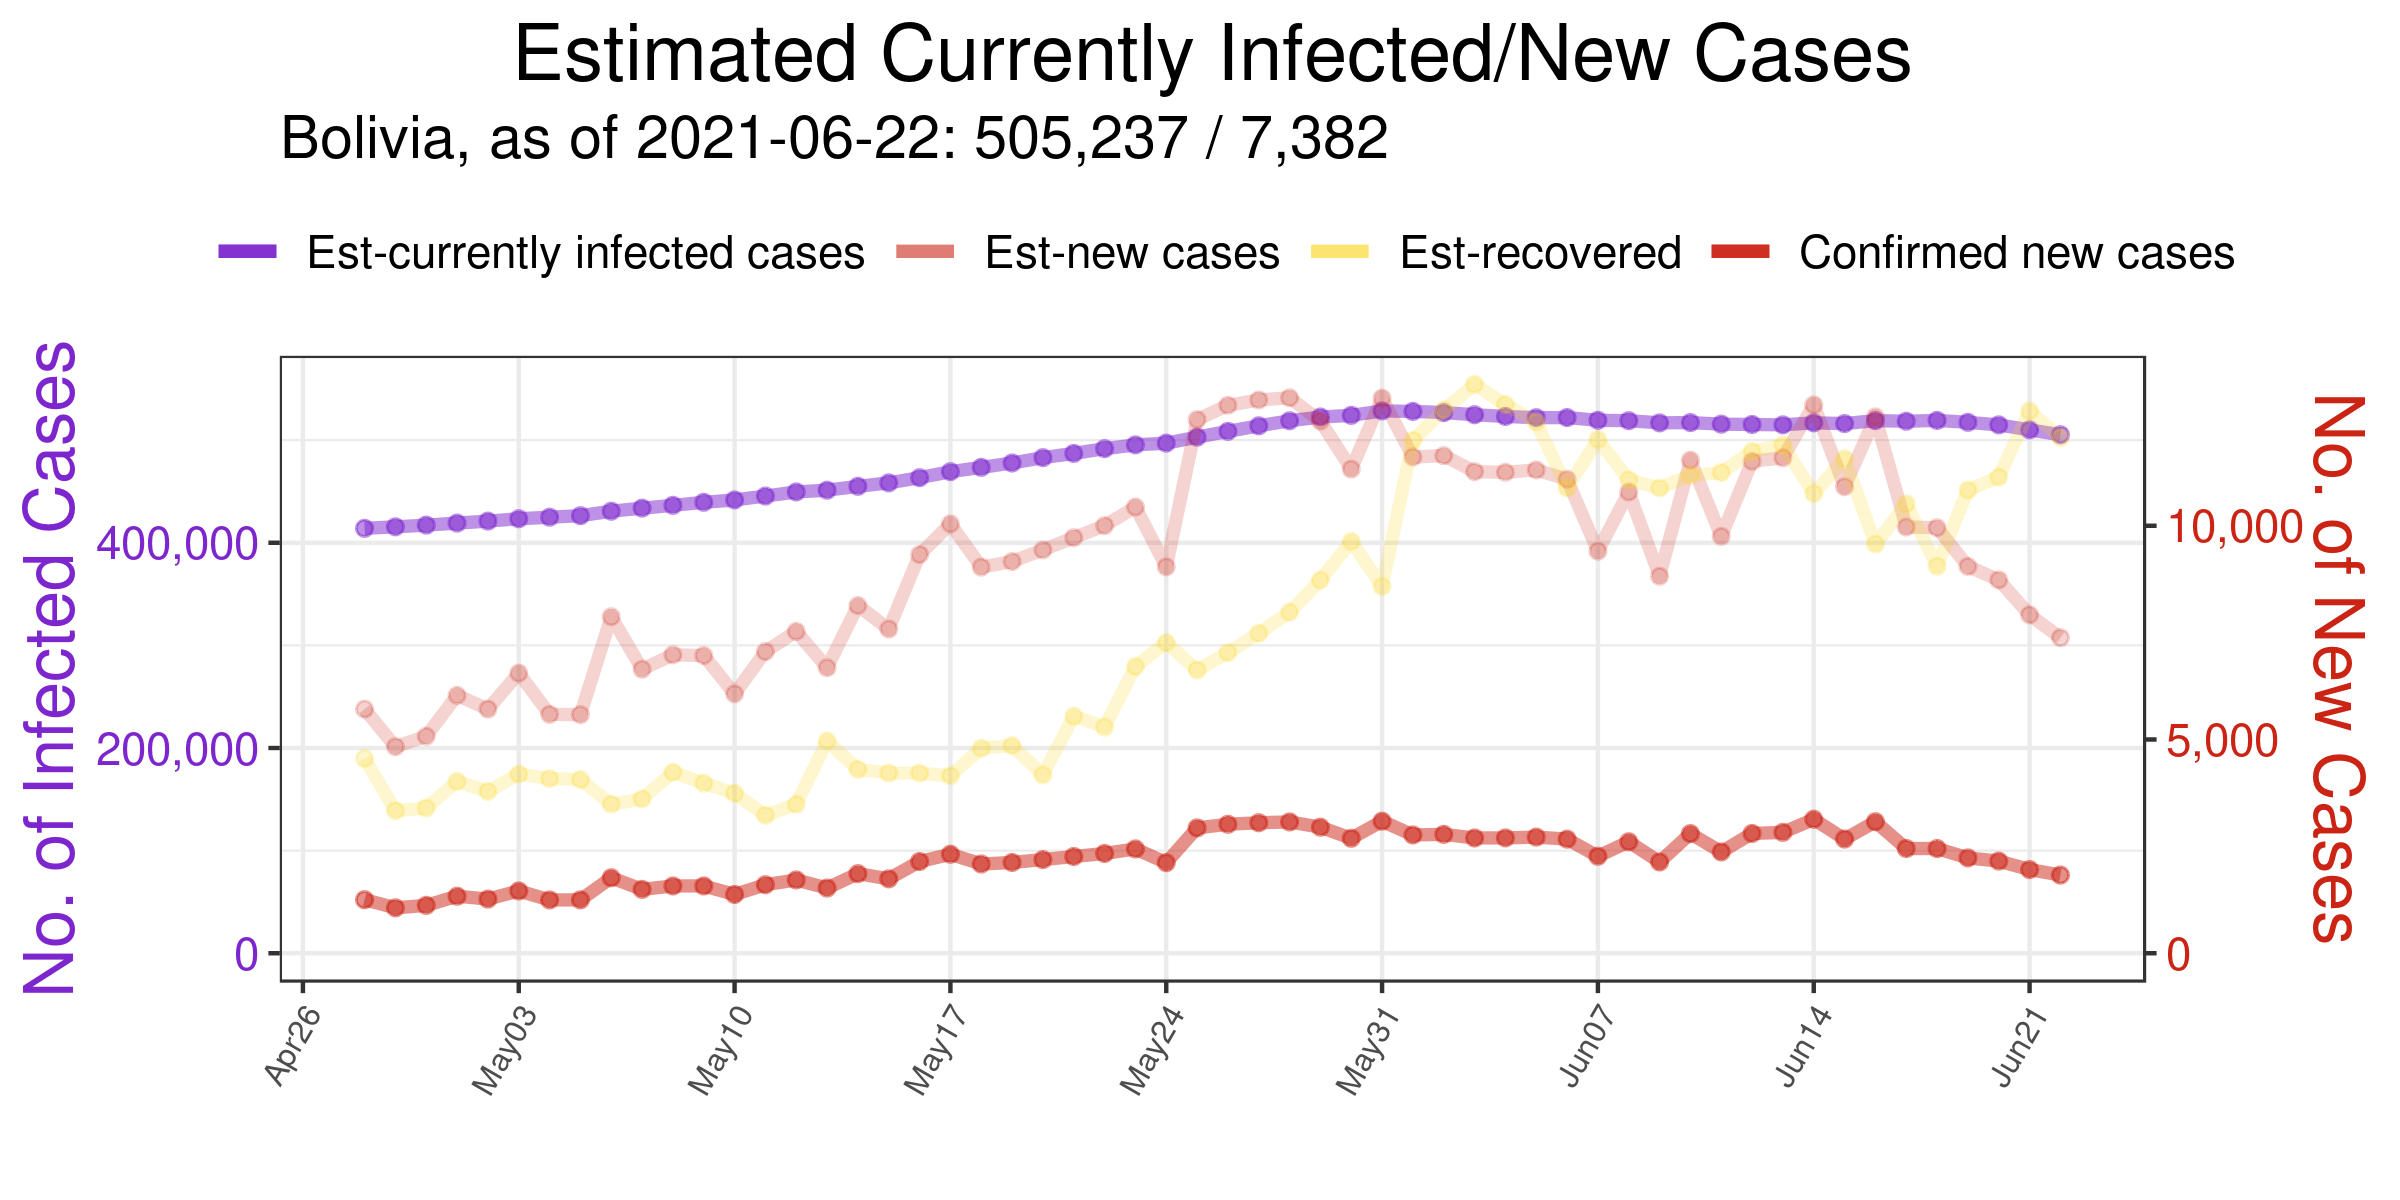 Estimated Currently Infected/New Cases
Bolivia, as of 2021-06-22: 505,237 / 7,382
Est-currently infected cases Est-new cases Est-recovered Confirmed new cases
No. of Infected Cases
400,000
200,000
0
10,000
5,000
0
No. of New Cases
Apr26 May03 May10 May17 May24 May31 Jun07 Jun14 Jun21